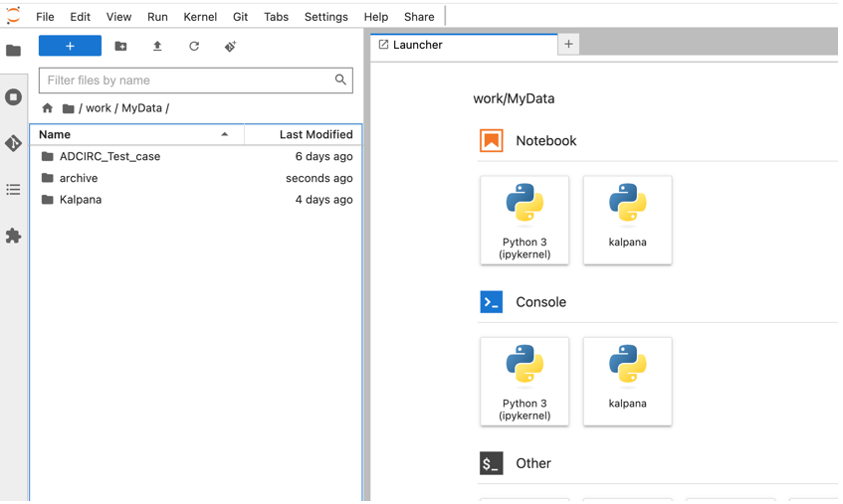 File Edit View Run Kernel Git Tabs Settings Help Share
+
Filter files by name
/ work / MyData /
Name Last Modified
ADCIRC_Test_case 6 days ago
archive seconds ago
Kalpana 4 days ago
Launcher +
work/MyData
Notebook
Python 3
(ipykernel)
kalpana
>_ Console
Python 3
(ipykernel)
kalpana
$_ Other